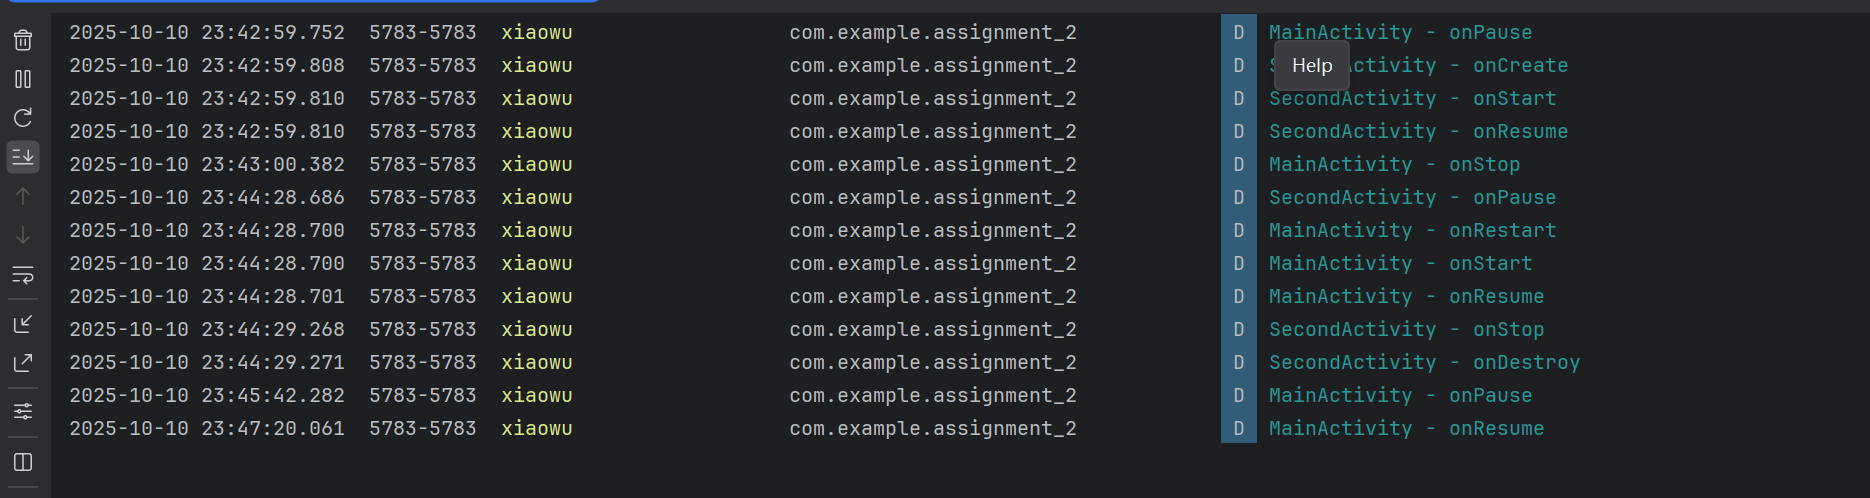 2025-10-10 23:42:59.752 5783-5783 xiaowu com.example.assignment_2 D MainActivity - onPause
2025-10-10 23:42:59.808 5783-5783 xiaowu com.example.assignment_2 D Help ctivity - onCreate
2025-10-10 23:42:59.810 5783-5783 xiaowu com.example.assignment_2 D SecondActivity - onStart
2025-10-10 23:42:59.810 5783-5783 xiaowu com.example.assignment_2 D SecondActivity - onResume
2025-10-10 23:43:00.382 5783-5783 xiaowu com.example.assignment_2 D MainActivity - onStop
2025-10-10 23:44:28.686 5783-5783 xiaowu com.example.assignment_2 D SecondActivity - onPause
2025-10-10 23:44:28.700 5783-5783 xiaowu com.example.assignment_2 D MainActivity - onRestart
2025-10-10 23:44:28.700 5783-5783 xiaowu com.example.assignment_2 D MainActivity - onStart
2025-10-10 23:44:28.701 5783-5783 xiaowu com.example.assignment_2 D MainActivity - onResume
2025-10-10 23:44:29.268 5783-5783 xiaowu com.example.assignment_2 D SecondActivity - onStop
2025-10-10 23:44:29.271 5783-5783 xiaowu com.example.assignment_2 D SecondActivity - onDestroy
2025-10-10 23:45:42.282 5783-5783 xiaowu com.example.assignment_2 D MainActivity - onPause
2025-10-10 23:47:20.061 5783-5783 xiaowu com.example.assignment_2 D MainActivity - onResume